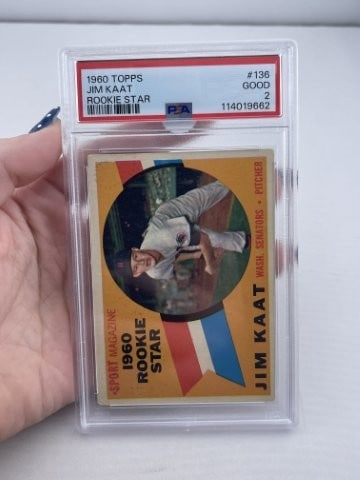 1960 TOPPS #136
JIM KAAT GOOD
ROOKIE STAR 2
PSA 114019662
SPORT MAGAZINE
1960
ROOKIE
STAR
JIM KAAT
WASH. SENATORS • PITCHER